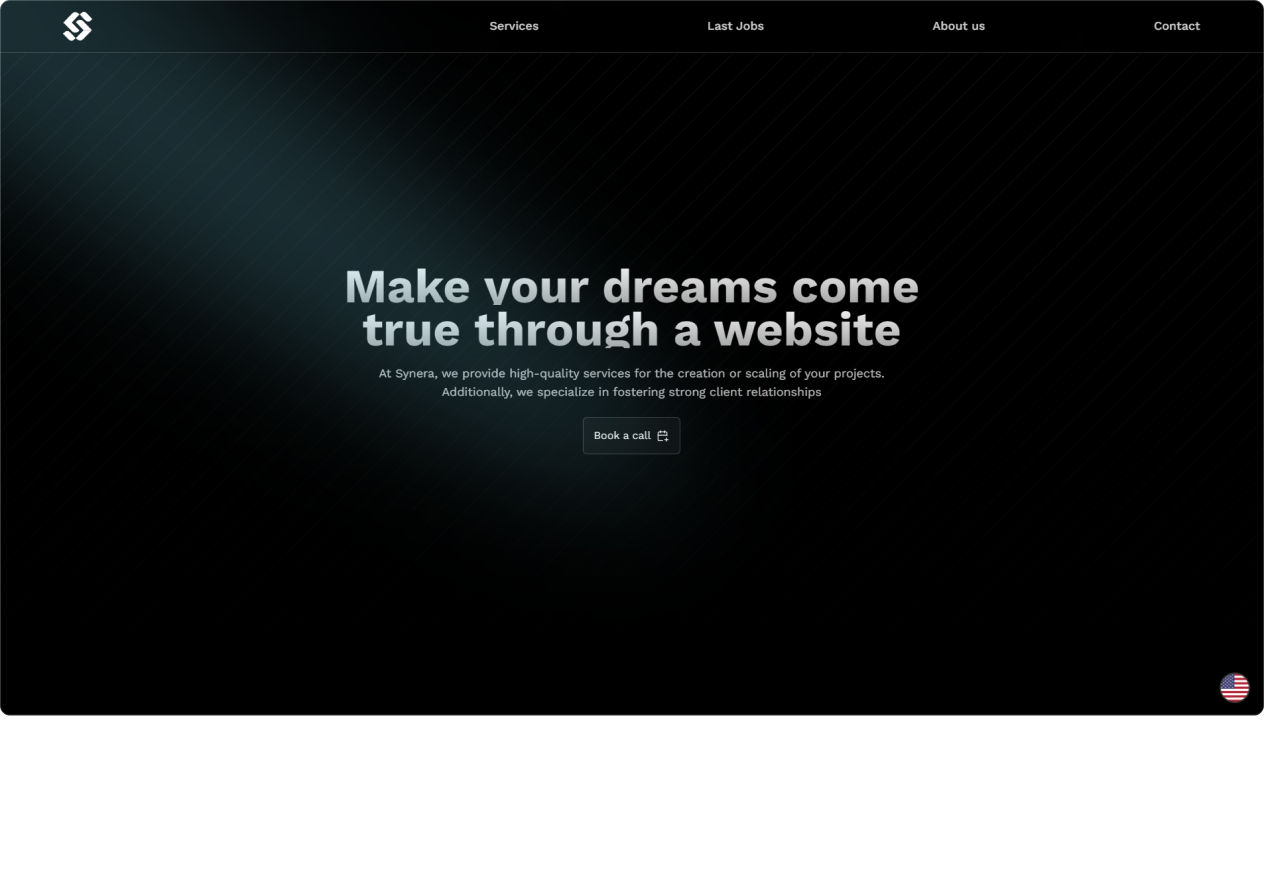 Services
Last Jobs
About us
Contact
Make your dreams come
true through a website
At Synera, we provide high-quality services for the creation or scaling of your projects.
Additionally, we specialize in fostering strong client relationships
Book a call